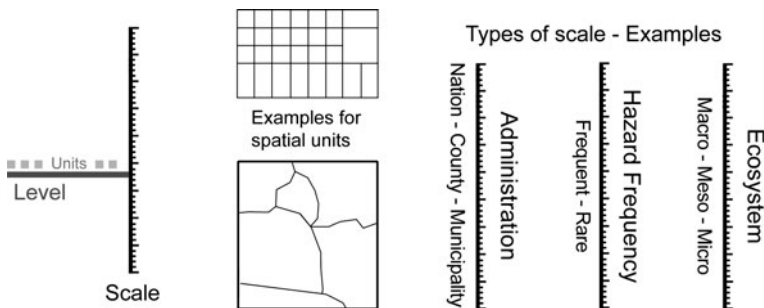 Units
Level
Scale
Examples for
spatial units
Types of scale - Examples
Nation - County - Municipality
Administration
Frequent - Rare
Hazard Frequency
Macro - Meso - Micro
Ecosystem